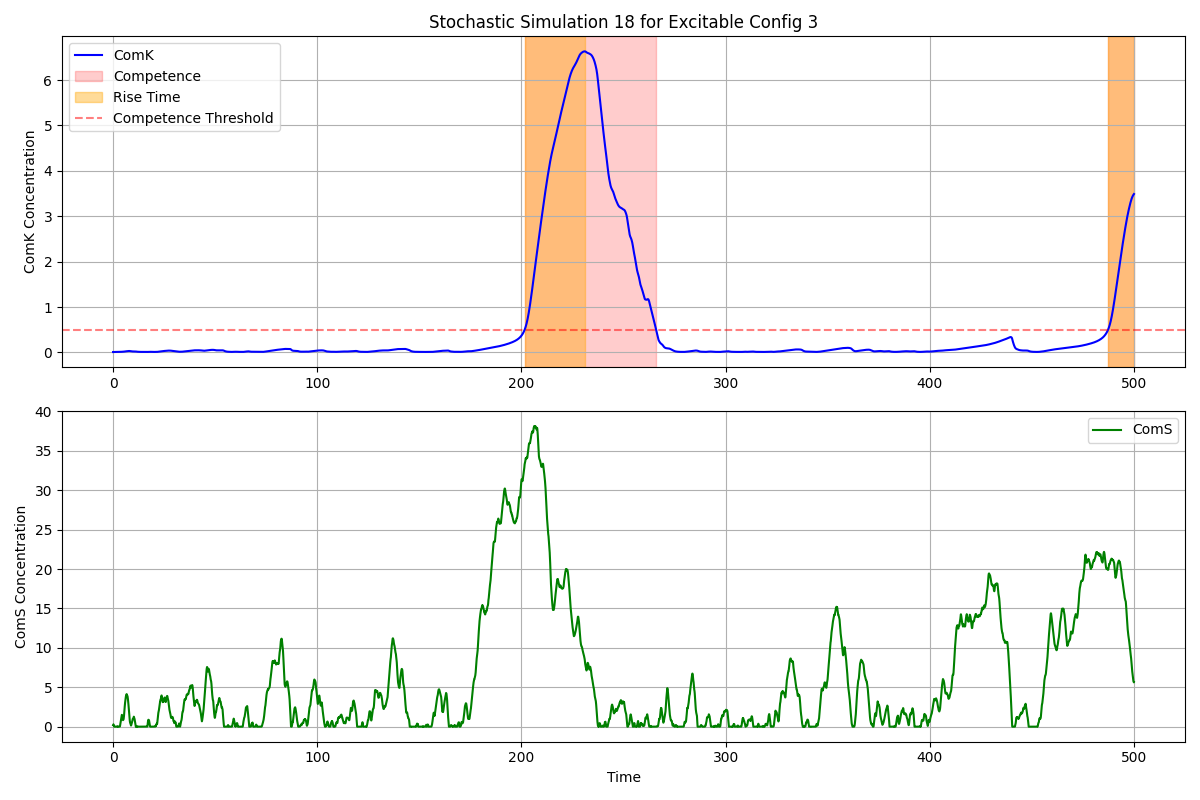 Stochastic Simulation 18 for Excitable Config 3
ComK
Competence
Rise Time
Competence Threshold
ComK Concentration
6
5
4
3
2
1
0
0 100 200 300 400 500
ComS
ComS Concentration
40
35
30
25
20
15
10
5
0
0 100 200 300 400 500
Time